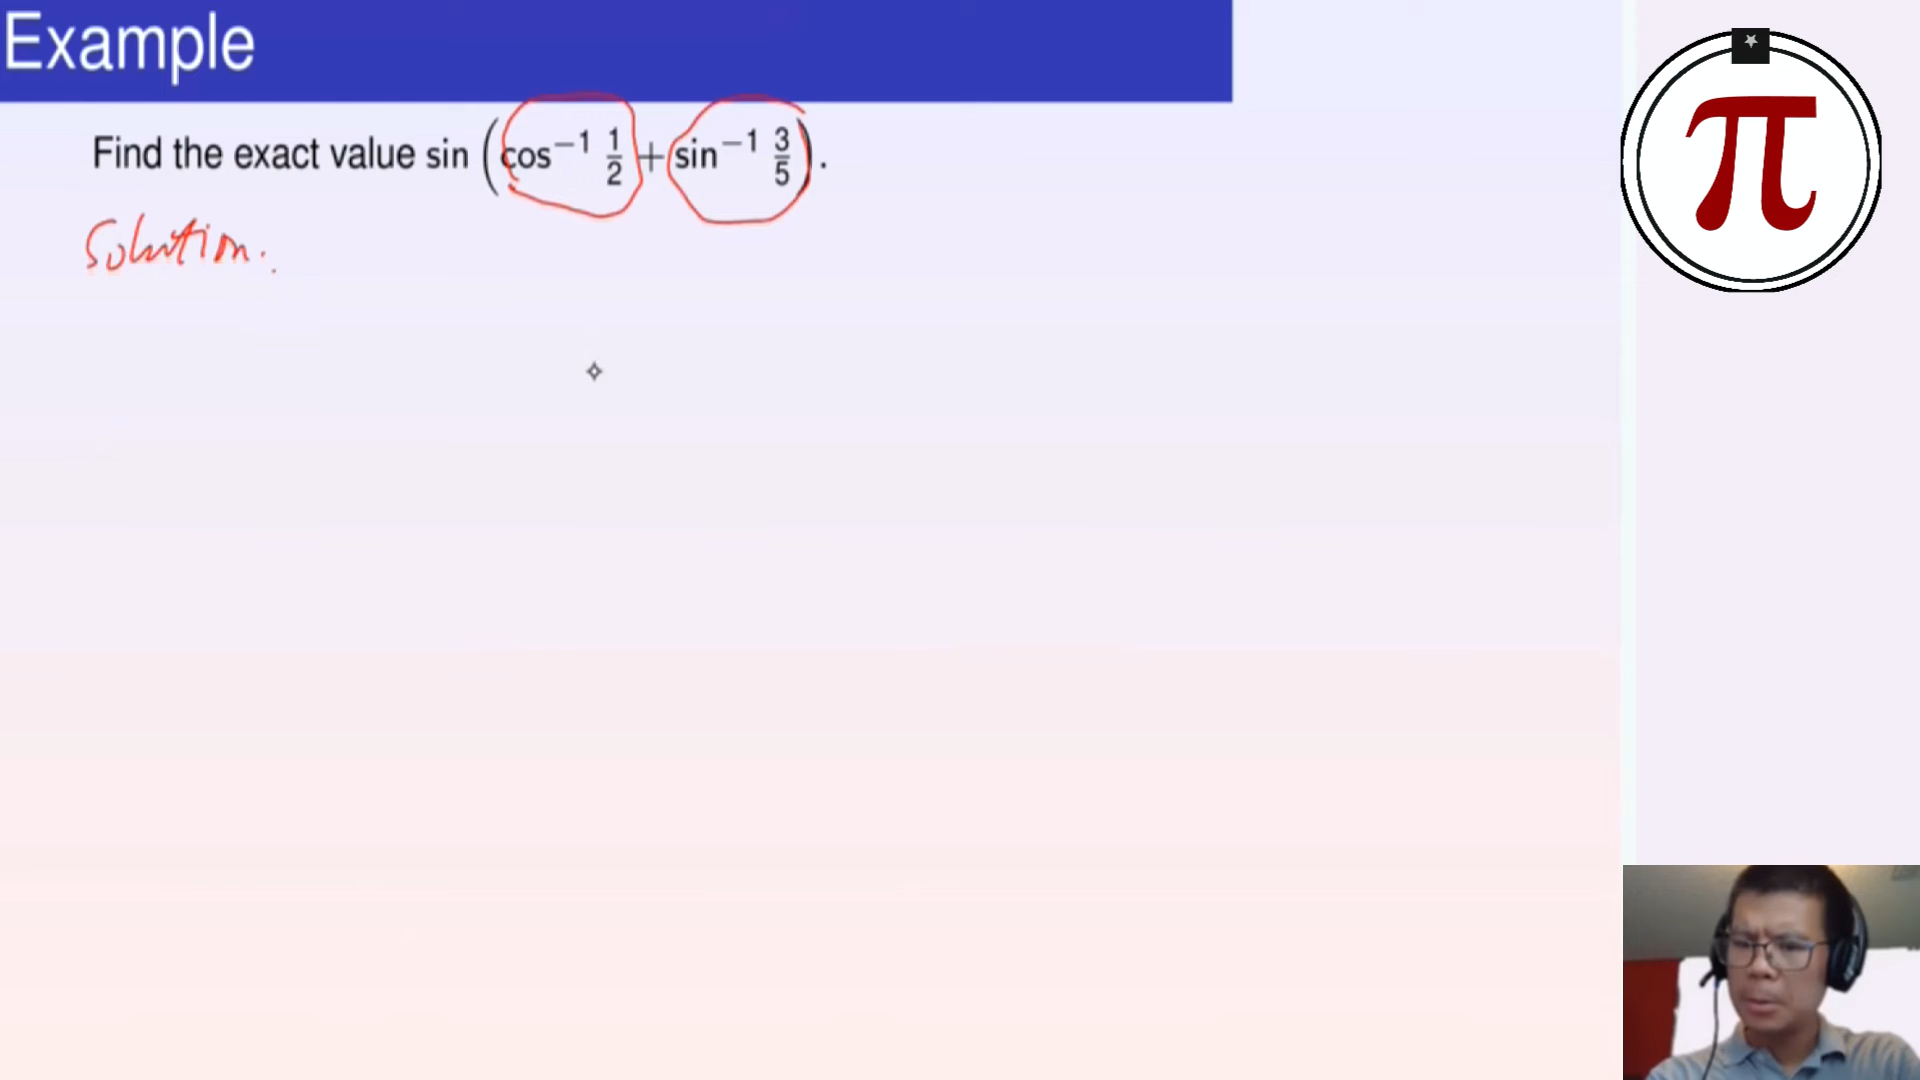 Example
Find the exact value sin (cos⁻¹ 1/2 + sin⁻¹ 3/5).
Solution.
π